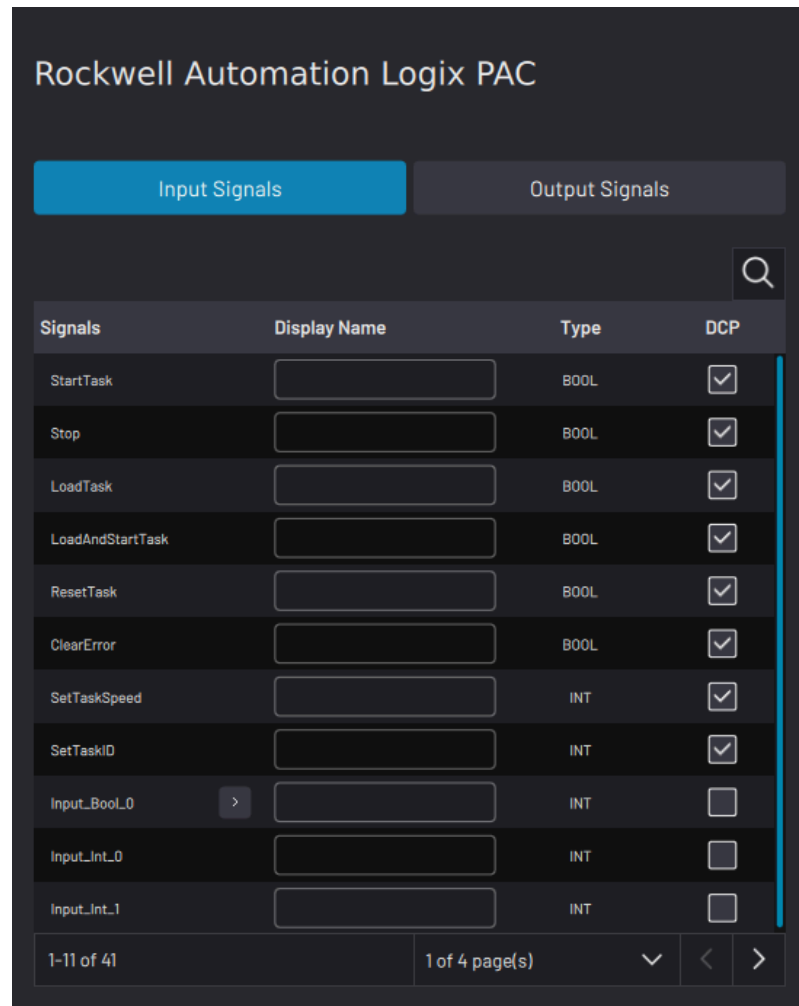 Rockwell Automation Logix PAC
Input Signals Output Signals
Signals Display Name Type DCP
StartTask BOOL
Stop BOOL
LoadTask BOOL
LoadAndStartTask BOOL
ResetTask BOOL
ClearError BOOL
SetTaskSpeed INT
SetTaskID INT
Input_Bool_0 INT
Input_Int_0 INT
Input_Int_1 INT
1-11 of 41 1 of 4 page(s)